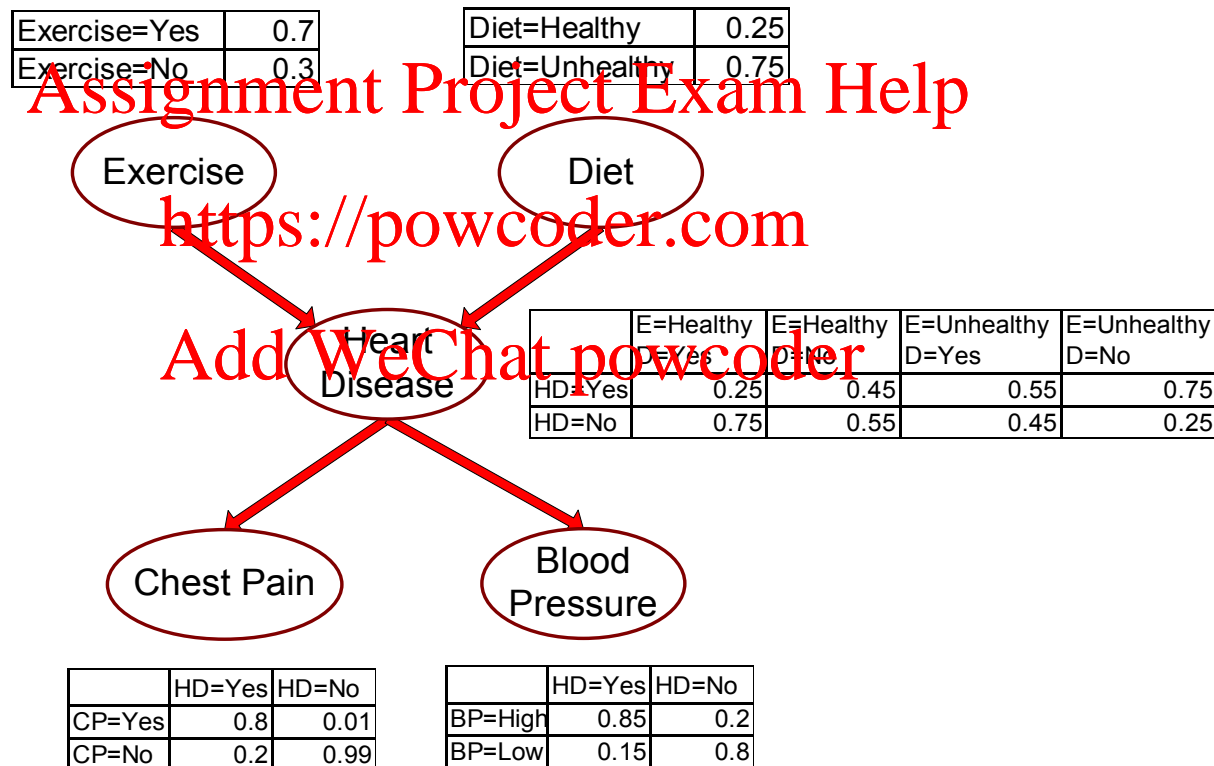 Exercise=Yes 0.7
Exercise=No 0.3
Diet=Healthy 0.25
Diet=Unhealthy 0.75
Assignment Project Exam Help
Exercise
Diet
https://powcoder.com
Heart
Disease
Add WeChat powcoder
E=Healthy E=Healthy E=Unhealthy E=Unhealthy
D=Yes D=No D=Yes D=No
HD=Yes 0.25 0.45 0.55 0.75
HD=No 0.75 0.55 0.45 0.25
Chest Pain
Blood
Pressure
HD=Yes HD=No
CP=Yes 0.8 0.01
CP=No 0.2 0.99
HD=Yes HD=No
BP=High 0.85 0.2
BP=Low 0.15 0.8